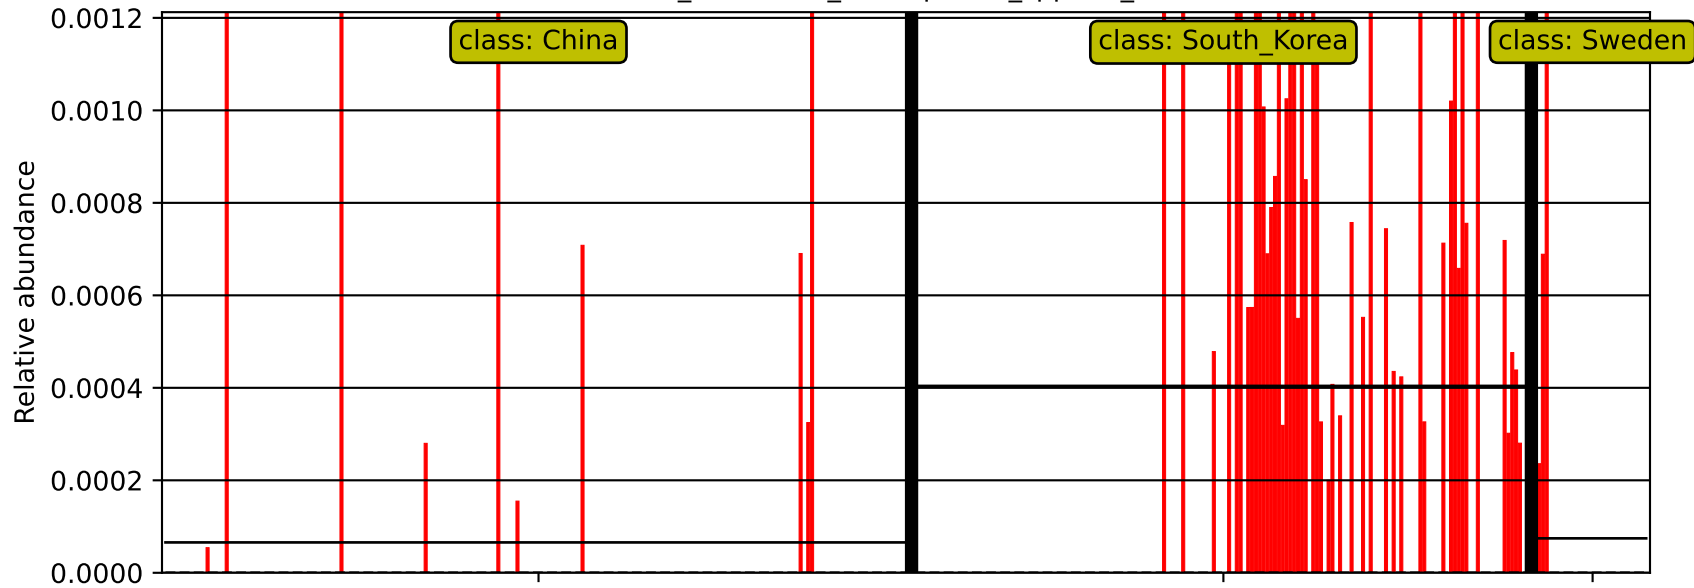 0.0012
class: China
class: South_Korea
class: Sweden
0.0010
0.0008
0.0006
0.0004
0.0002
0.0000
Relative abundance